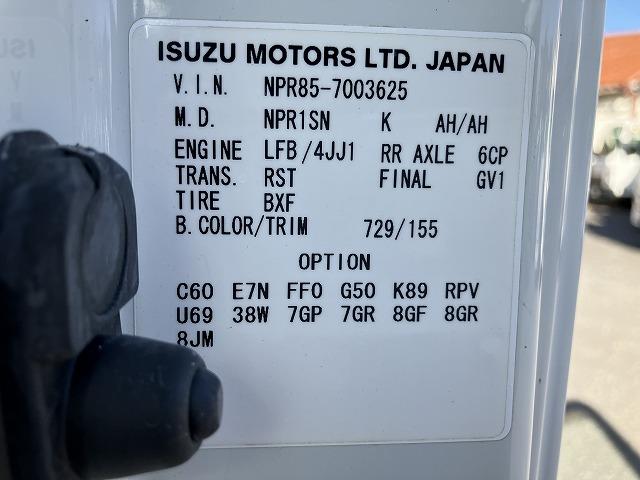 ISUZU MOTORS LTD. JAPAN
V.I.N. NPR85-7003625
M.D. NPR1SN K AH/AH
ENGINE LFB/4JJ1 RR AXLE 6CP
TRANS. RST FINAL GV1
TIRE BXF
B.COLOR/TRIM 729/155
OPTION
C60 E7N FF0 G50 K89 RPV
U69 38W 7GP 7GR 8GF 8GR
8JM